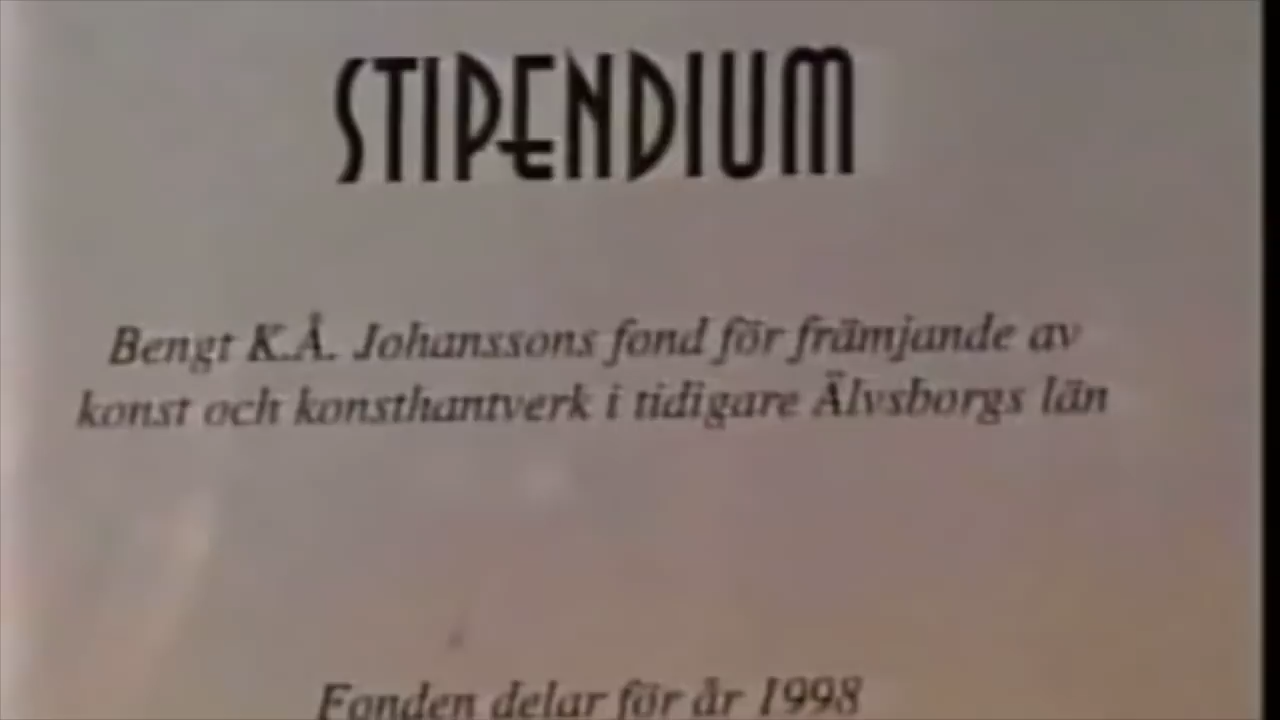 STIPENDIUM
Bengt K.Å. Johanssons fond för främjande av
konst och konsthantverk i tidigare Älvsborgs län
Fonden delar för år 1998